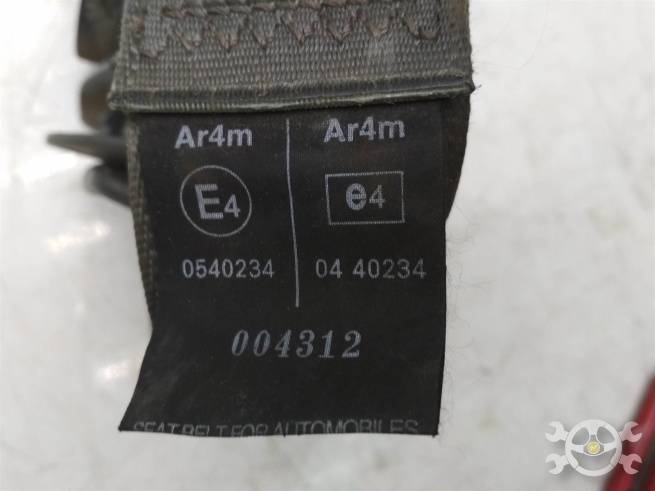 Ar4m
E4
0540234
Ar4m
e4
04 40234
004312
SEAT BELT FOR AUTOMOBILES